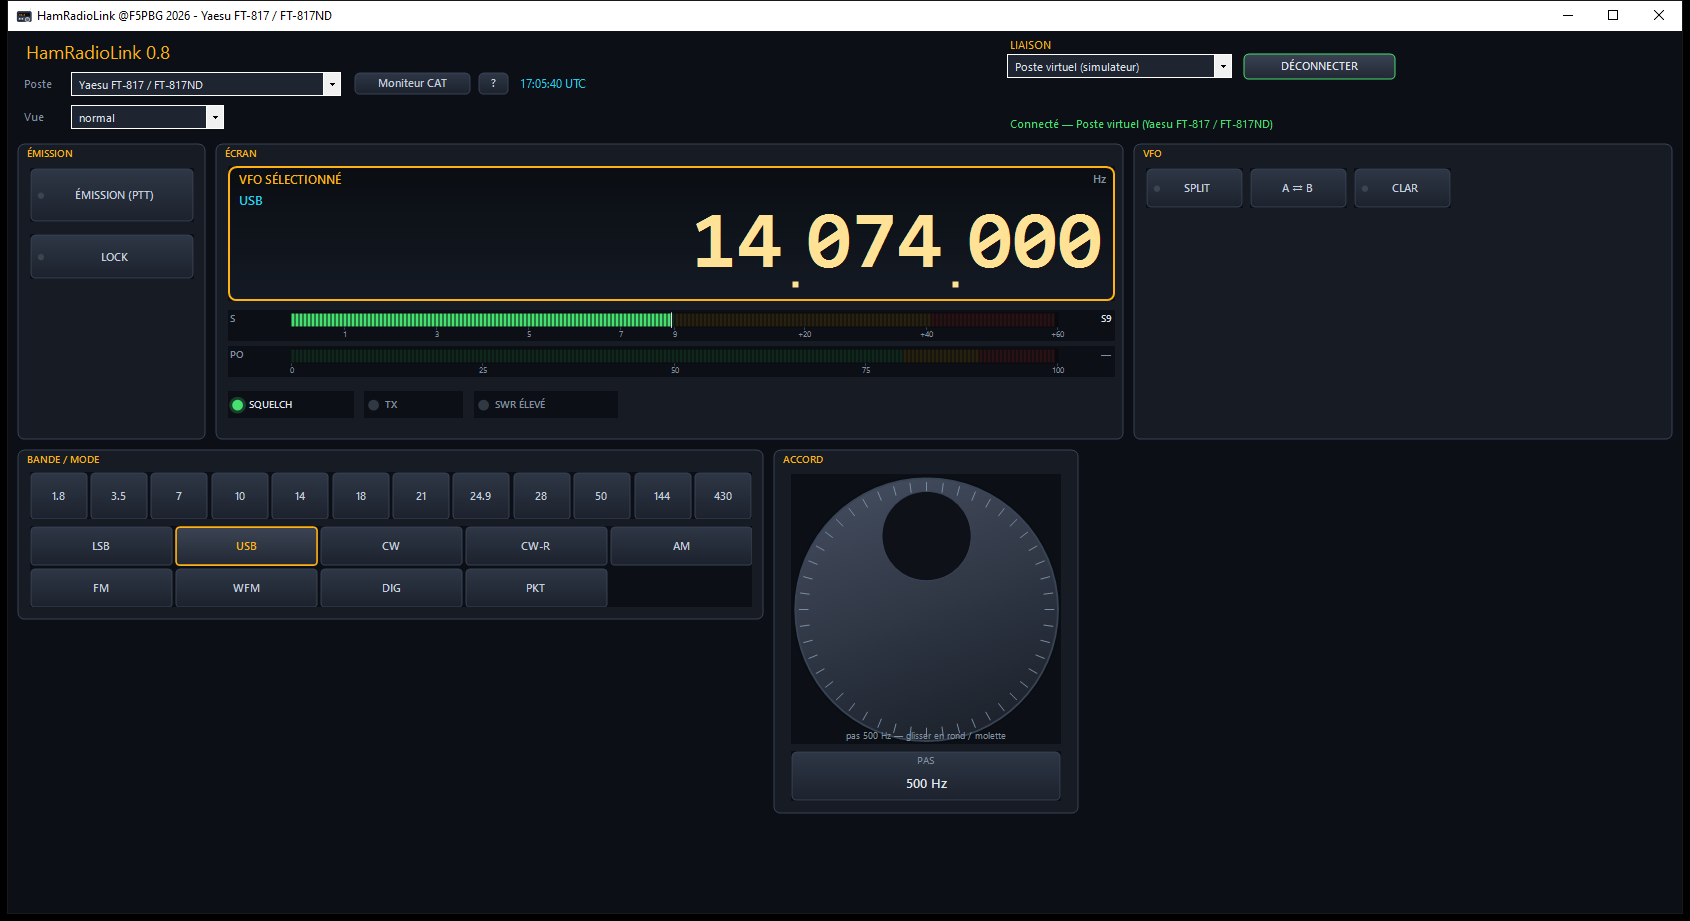 HamRadioLink @F5PBG 2026 - Yaesu FT-817 / FT-817ND
HamRadioLink 0.8
LIAISON
Poste Yaesu FT-817 / FT-817ND Moniteur CAT ? 17:05:40 UTC Poste virtuel (simulateur) DÉCONNECTER
Vue normal
Connecté — Poste virtuel (Yaesu FT-817 / FT-817ND)
ÉMISSION
ÉMISSION (PTT)
LOCK
ÉCRAN
VFO SÉLECTIONNÉ Hz
USB
14.074.000
S S9
1 3 5 7 9 +20 +40 +60
PO —
0 25 50 75 100
SQUELCH TX SWR ÉLEVÉ
VFO
SPLIT A ⇄ B CLAR
BANDE / MODE
1.8 3.5 7 10 14 18 21 24.9 28 50 144 430
LSB USB CW CW-R AM
FM WFM DIG PKT
ACCORD
pas 500 Hz — glisser en rond / molette
PAS
500 Hz